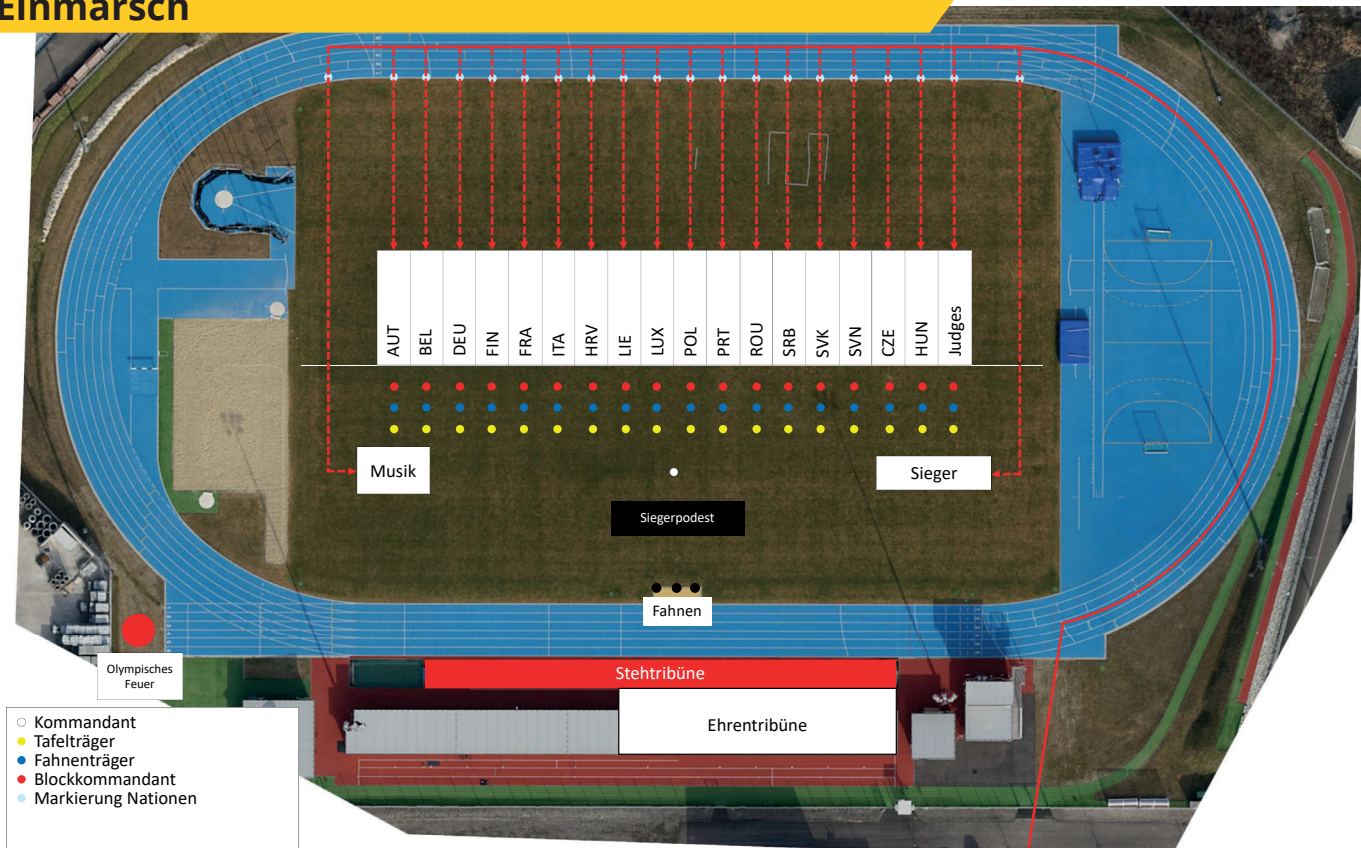 Einmarsch
AUT
BEL
DEU
FIN
FRA
ITA
HRV
LIE
LUX
POL
PRT
ROU
SRB
SVK
SVN
CZE
HUN
Judges
Musik
Sieger
Siegerpodest
Fahnen
Olympisches
Feuer
Stehtribüne
Ehrentribüne
Kommandant
Tafelträger
Fahnenträger
Blockkommandant
Markierung Nationen